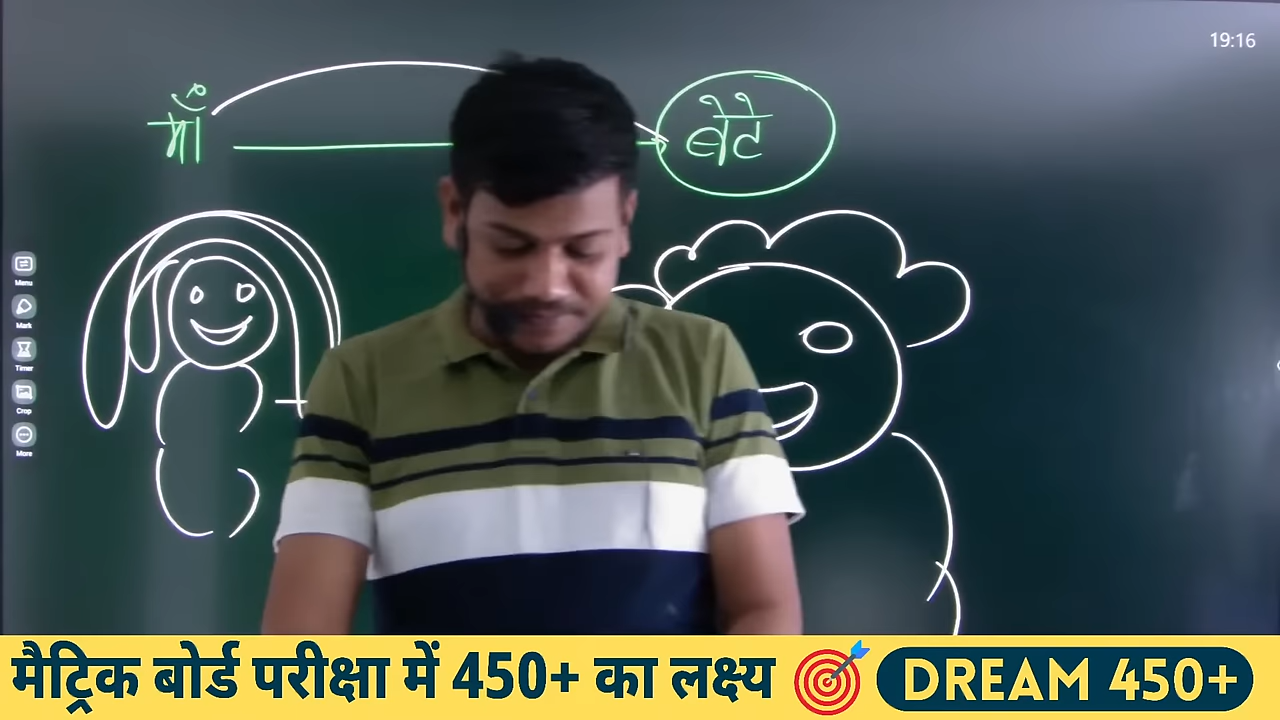 19:16
माँ
बेटे
Menu
Mark
Timer
Crop
More
मैट्रिक बोर्ड परीक्षा में 450+ का लक्ष्य DREAM 450+